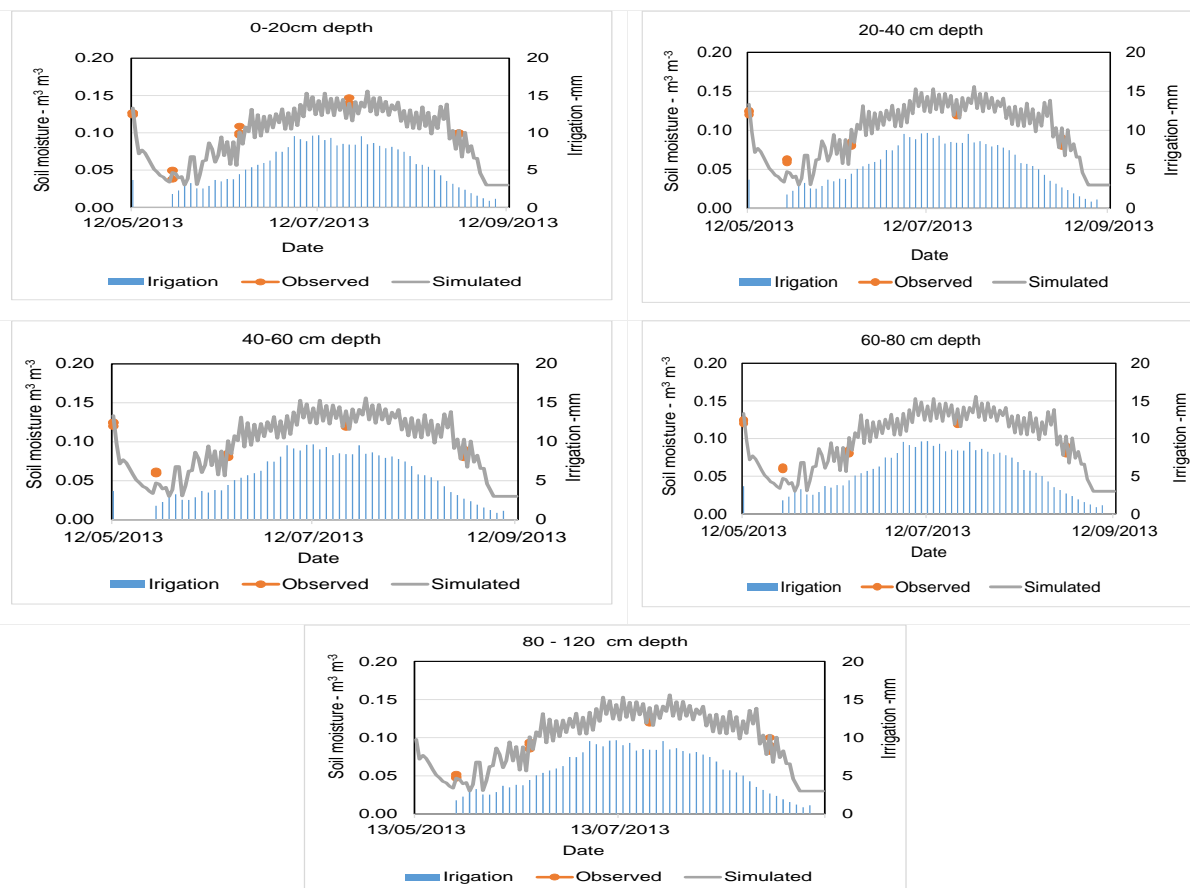 0-20cm depth
Soil moisture - m³ m⁻³
0.20
0.15
0.10
0.05
0.00
20
15
10
5
0
Irrigation -mm
12/05/2013 12/07/2013 12/09/2013
Date
Irrigation Observed Simulated
20-40 cm depth
Soil moisture - m³ m⁻³
0.20
0.15
0.10
0.05
0.00
20
15
10
5
0
Irrigation -mm
12/05/2013 12/07/2013 12/09/2013
Date
Irrigation Observed Simulated
40-60 cm depth
Soil moisture m³ m⁻³
0.20
0.15
0.10
0.05
0.00
20
15
10
5
0
Irrigation -mm
12/05/2013 12/07/2013 12/09/2013
Date
Irrigation Observed Simulated
60-80 cm depth
Soil moisture - m³ m⁻³
0.20
0.15
0.10
0.05
0.00
20
15
10
5
0
Irrigation -mm
12/05/2013 12/07/2013 12/09/2013
Date
Irrigation Observed Simulated
80 - 120 cm depth
Soil moisture - m³ m⁻³
0.20
0.15
0.10
0.05
0.00
20
15
10
5
0
Irrigation -mm
13/05/2013 13/07/2013
Date
Irrigation Observed Simulated